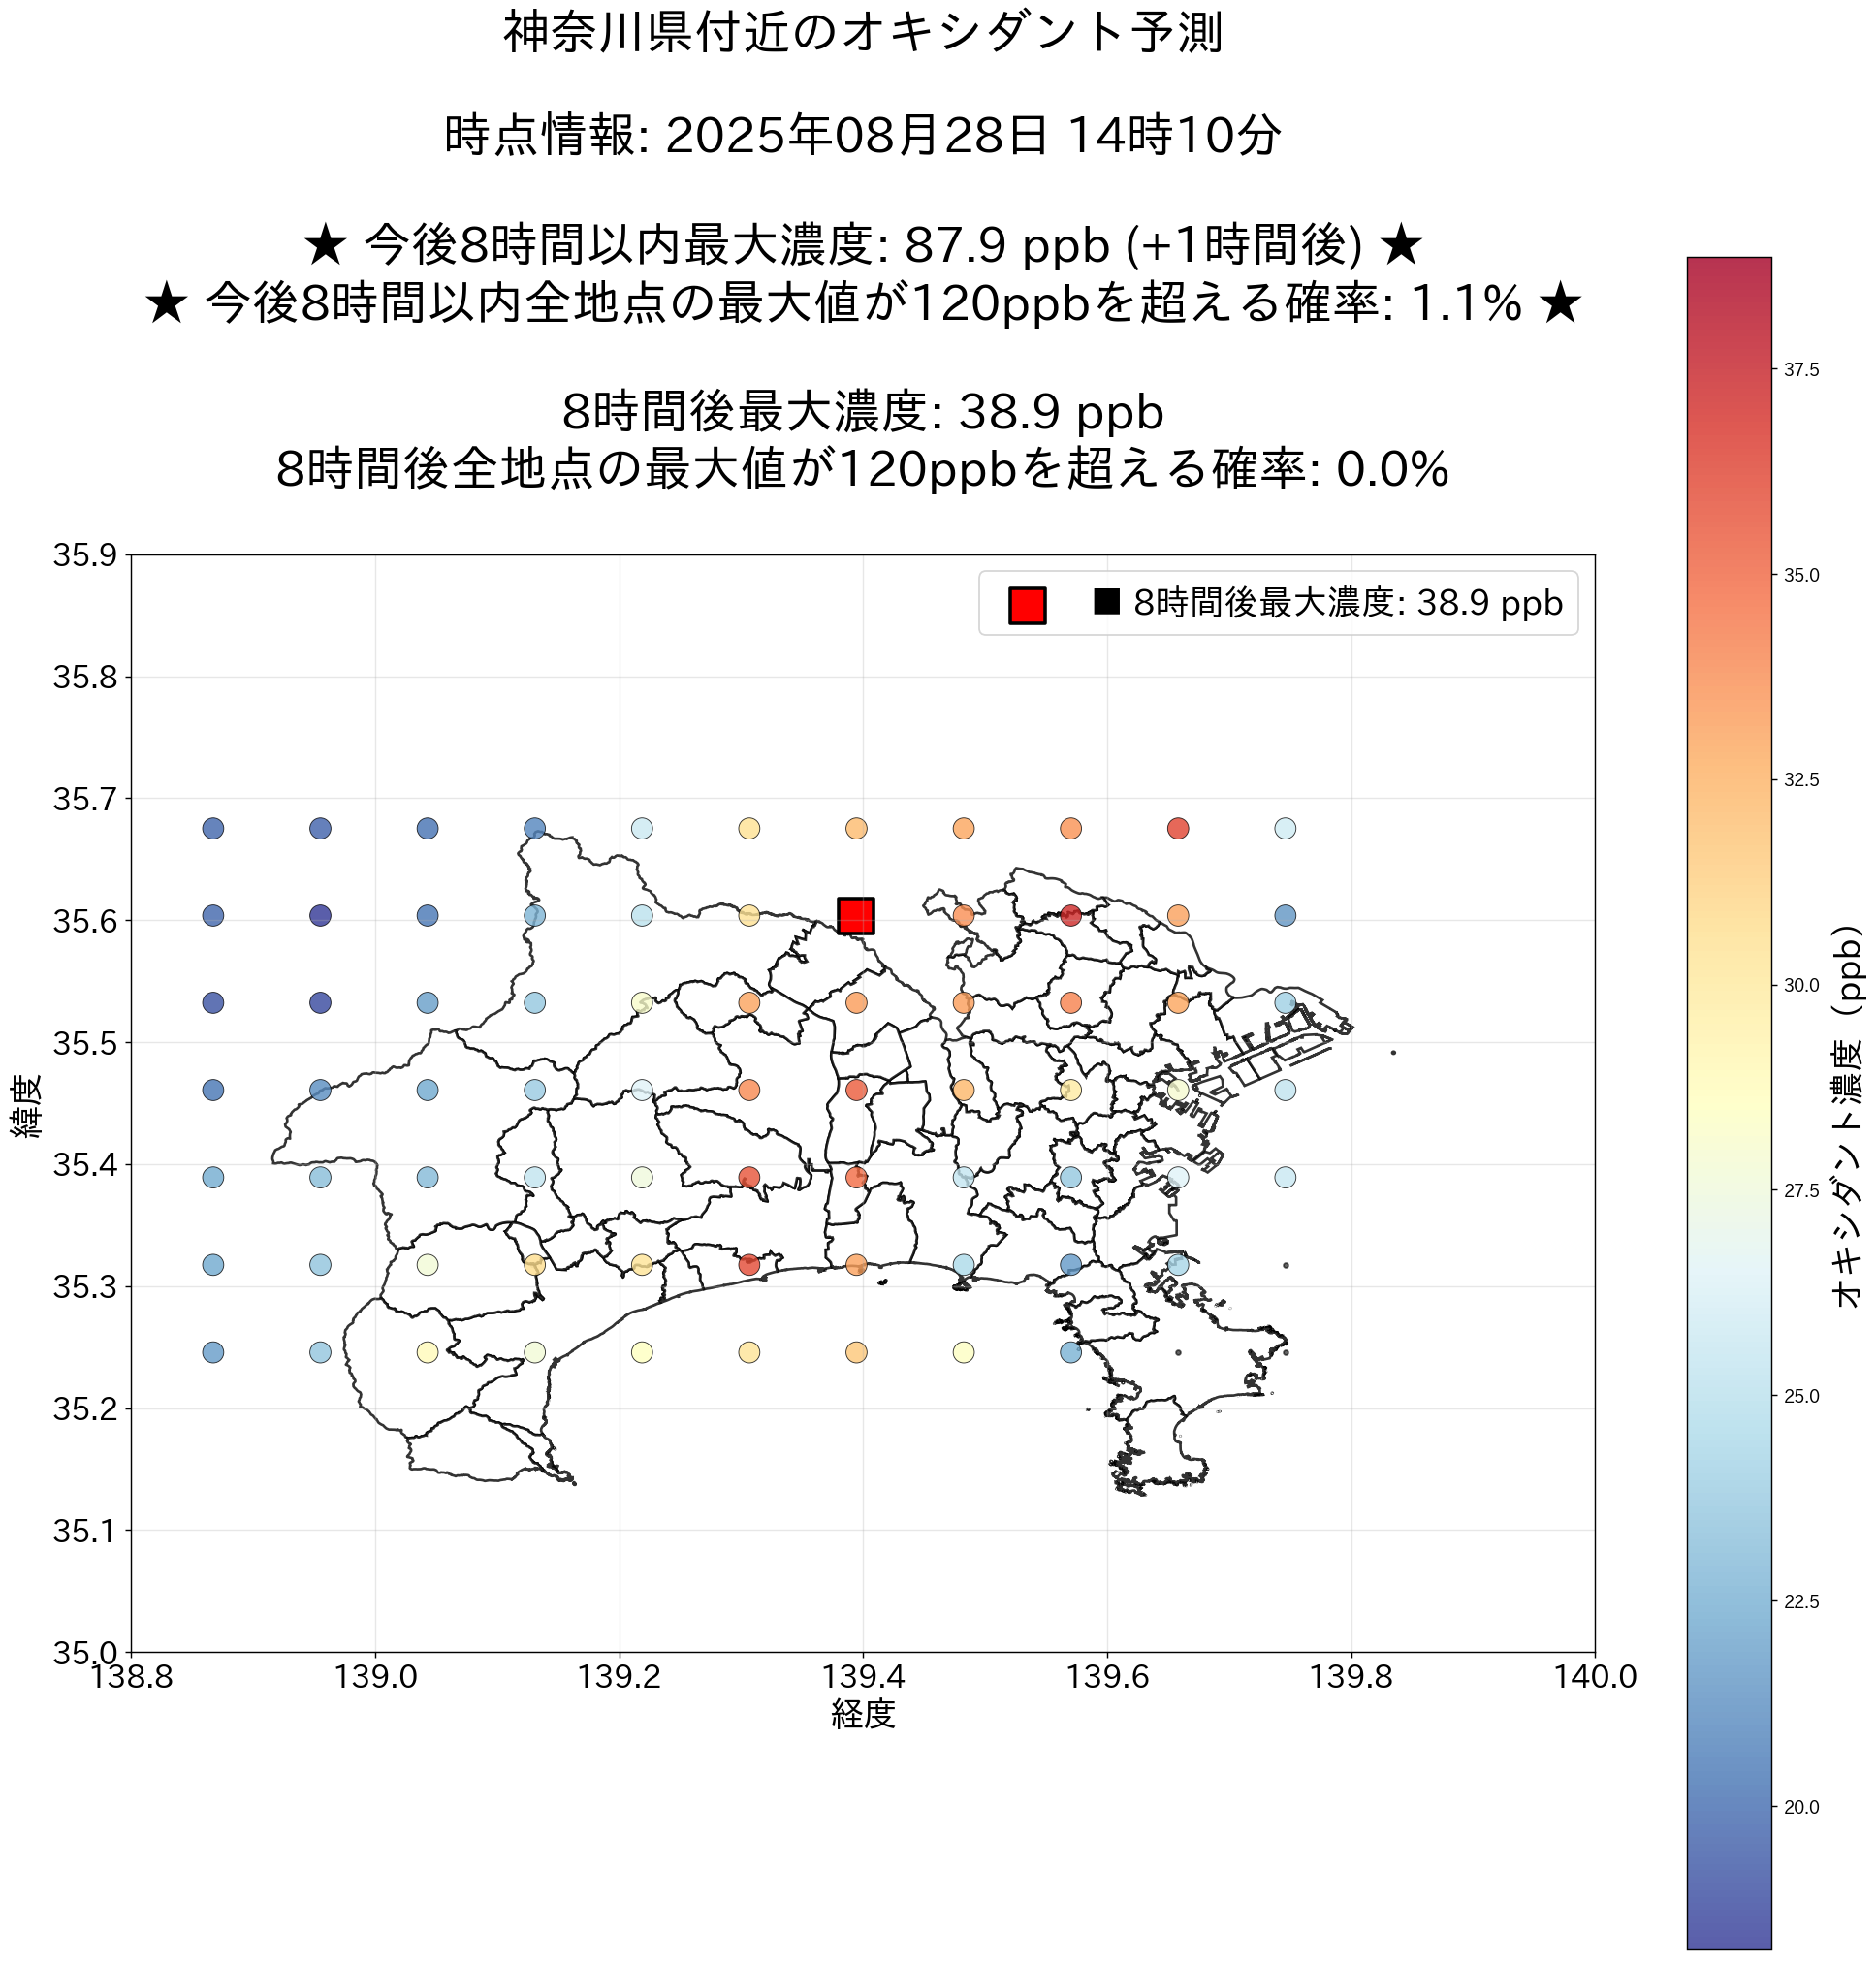 神奈川県付近のオキシダント予測
時点情報: 2025年08月28日 14時10分
★ 今後8時間以内最大濃度: 87.9 ppb (+1時間後) ★
★ 今後8時間以内全地点の最大値が120ppbを超える確率: 1.1% ★
8時間後最大濃度: 38.9 ppb
8時間後全地点の最大値が120ppbを超える確率: 0.0%
■ 8時間後最大濃度: 38.9 ppb
35.9
35.8
35.7
35.6
35.5
35.4
35.3
35.2
35.1
35.0
緯度
138.8
139.0
139.2
139.4
139.6
139.8
140.0
経度
37.5
35.0
32.5
30.0
27.5
25.0
22.5
20.0
オキシダント濃度 (ppb)